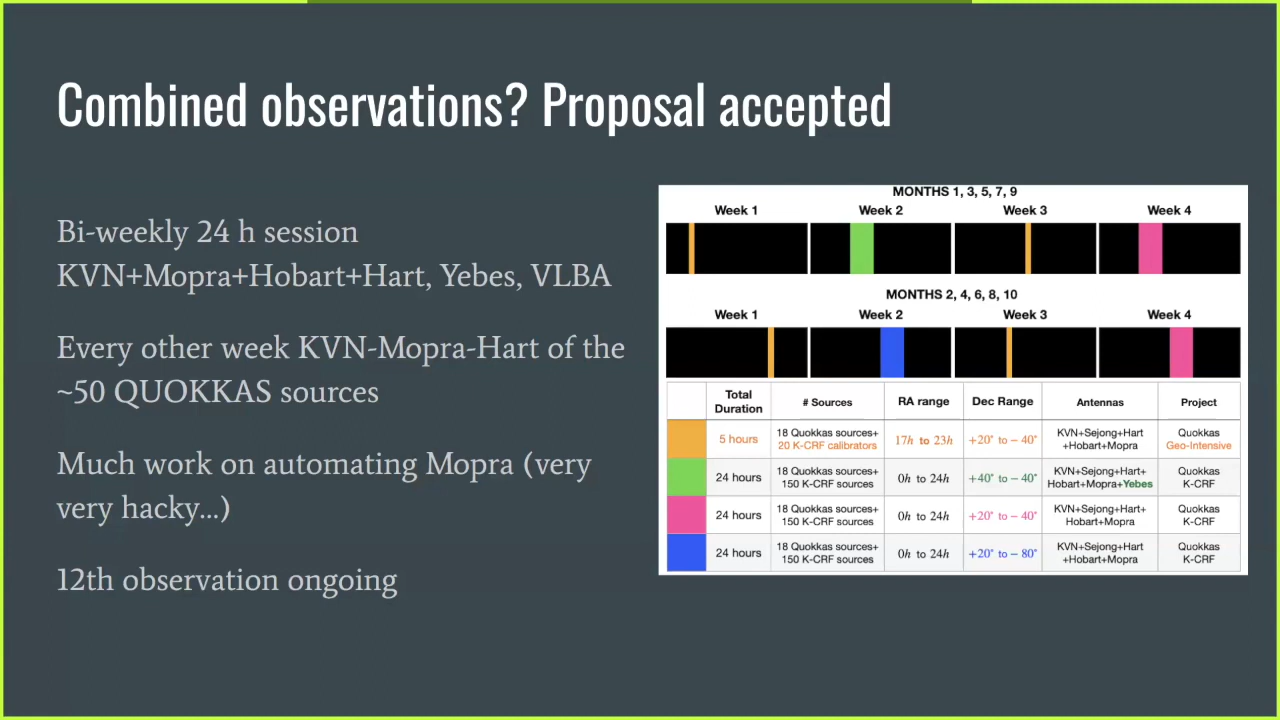 Combined observations? Proposal accepted
Bi-weekly 24 h session
KVN+Mopra+Hobart+Hart, Yebes, VLBA
Every other week KVN-Mopra-Hart of the
~50 QUOKKAS sources
Much work on automating Mopra (very
very hacky...)
12th observation ongoing
MONTHS 1, 3, 5, 7, 9
Week 1 Week 2 Week 3 Week 4
MONTHS 2, 4, 6, 8, 10
Week 1 Week 2 Week 3 Week 4
Total Duration # Sources RA range Dec Range Antennas Project
5 hours 18 Quokkas sources+ 20 K-CRF calibrators 17h to 23h +20° to − 40° KVN+Sejong+Hart +Hobart+Mopra Quokkas Geo-Intensive
24 hours 18 Quokkas sources+ 150 K-CRF sources 0h to 24h +40° to − 40° KVN+Sejong+Hart+ Hobart+Mopra+Yebes Quokkas K-CRF
24 hours 18 Quokkas sources+ 150 K-CRF sources 0h to 24h +20° to − 40° KVN+Sejong+Hart+ Hobart+Mopra Quokkas K-CRF
24 hours 18 Quokkas sources+ 150 K-CRF sources 0h to 24h +20° to − 80° KVN+Sejong+Hart +Hobart+Mopra Quokkas K-CRF